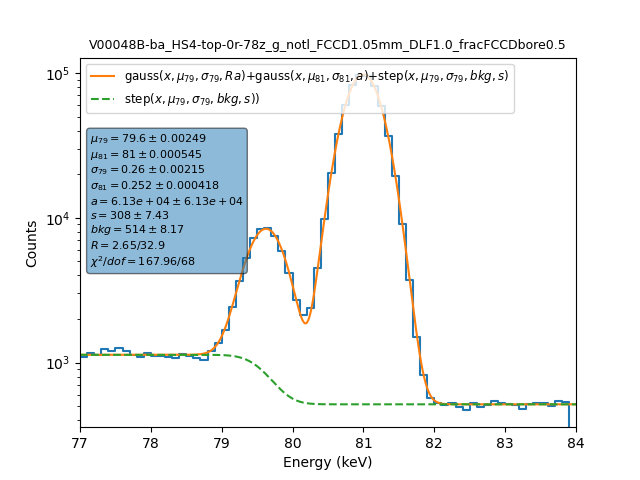 V00048B-ba_HS4-top-0r-78z_g_notl_FCCD1.05mm_DLF1.0_fracFCCDbore0.5
gauss(x, μ₇₉, σ₇₉, Ra)+gauss(x, μ₈₁, σ₈₁, a)+step(x, μ₇₉, σ₇₉, bkg, s)
step(x, μ₇₉, σ₇₉, bkg, s))
μ₇₉ = 79.6 ± 0.00249
μ₈₁ = 81 ± 0.000545
σ₇₉ = 0.26 ± 0.00215
σ₈₁ = 0.252 ± 0.000418
a = 6.13e + 04 ± 6.13e + 04
s = 308 ± 7.43
bkg = 514 ± 8.17
R = 2.65/32.9
χ²/dof = 167.96/68
10⁵
10⁴
10³
Counts
77 78 79 80 81 82 83 84
Energy (keV)